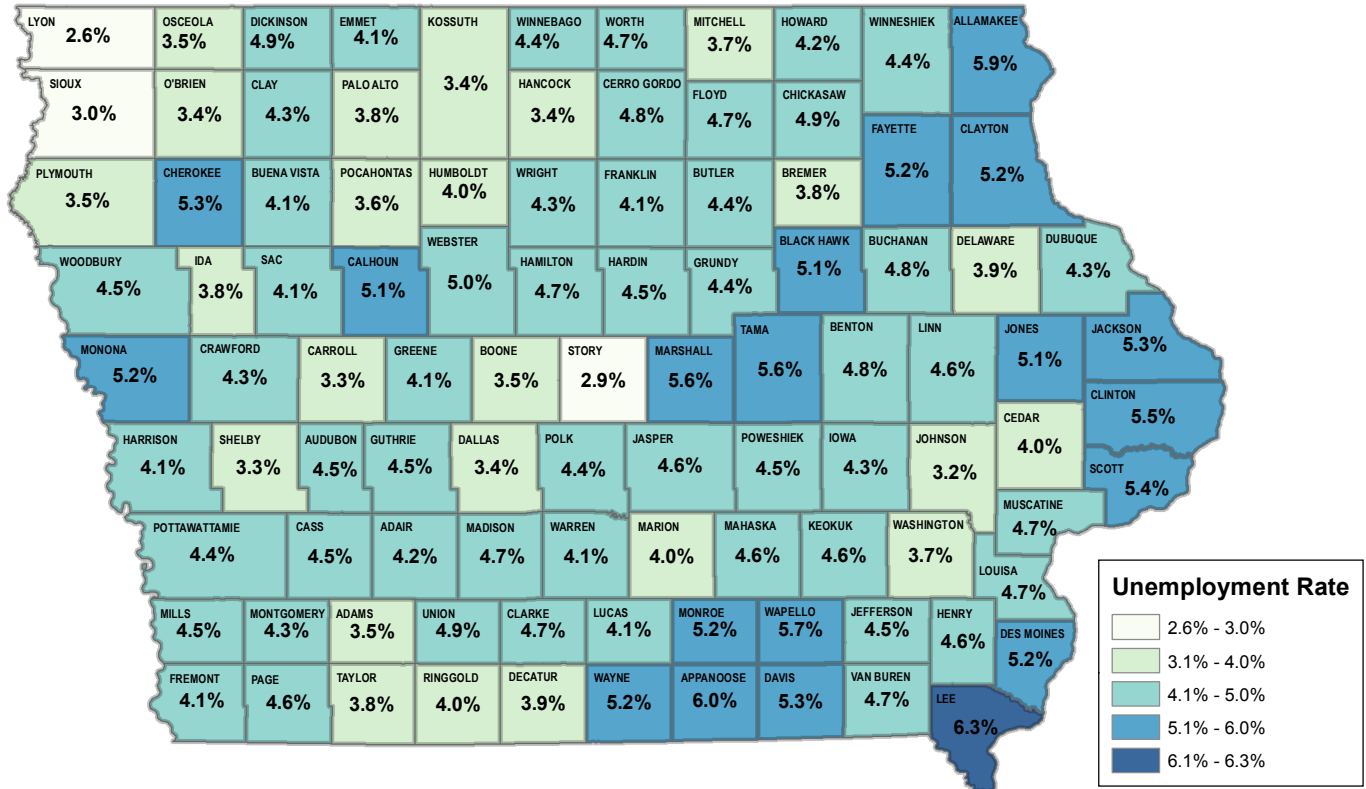 LYON
2.6%
OSCEOLA
3.5%
DICKINSON
4.9%
EMMET
4.1%
KOSSUTH
3.4%
WINNEBAGO
4.4%
WORTH
4.7%
MITCHELL
3.7%
HOWARD
4.2%
WINNESHIEK
4.4%
ALLAMAKEE
5.9%
SIOUX
3.0%
O'BRIEN
3.4%
CLAY
4.3%
PALO ALTO
3.8%
HANCOCK
3.4%
CERRO GORDO
4.8%
FLOYD
4.7%
CHICKASAW
4.9%
FAYETTE
5.2%
CLAYTON
5.2%
PLYMOUTH
3.5%
CHEROKEE
5.3%
BUENA VISTA
4.1%
POCAHONTAS
3.6%
HUMBOLDT
4.0%
WRIGHT
4.3%
FRANKLIN
4.1%
BUTLER
4.4%
BREMER
3.8%
WOODBURY
4.5%
IDA
3.8%
SAC
4.1%
CALHOUN
5.1%
WEBSTER
5.0%
HAMILTON
4.7%
HARDIN
4.5%
GRUNDY
4.4%
BLACK HAWK
5.1%
BUCHANAN
4.8%
DELAWARE
3.9%
DUBUQUE
4.3%
MONONA
5.2%
CRAWFORD
4.3%
CARROLL
3.3%
GREENE
4.1%
BOONE
3.5%
STORY
2.9%
MARSHALL
5.6%
TAMA
5.6%
BENTON
4.8%
LINN
4.6%
JONES
5.1%
JACKSON
5.3%
CLINTON
5.5%
HARRISON
4.1%
SHELBY
3.3%
AUDUBON
4.5%
GUTHRIE
4.5%
DALLAS
3.4%
POLK
4.4%
JASPER
4.6%
POWESHIEK
4.5%
IOWA
4.3%
JOHNSON
3.2%
CEDAR
4.0%
SCOTT
5.4%
MUSCATINE
4.7%
POTTAWATTAMIE
4.4%
CASS
4.5%
ADAIR
4.2%
MADISON
4.7%
WARREN
4.1%
MARION
4.0%
MAHASKA
4.6%
KEOKUK
4.6%
WASHINGTON
3.7%
LOUISA
4.7%
MILLS
4.5%
MONTGOMERY
4.3%
ADAMS
3.5%
UNION
4.9%
CLARKE
4.7%
LUCAS
4.1%
MONROE
5.2%
WAPELLO
5.7%
JEFFERSON
4.5%
HENRY
4.6%
DES MOINES
5.2%
FREMONT
4.1%
PAGE
4.6%
TAYLOR
3.8%
RINGGOLD
4.0%
DECATUR
3.9%
WAYNE
5.2%
APPANOOSE
6.0%
DAVIS
5.3%
VAN BUREN
4.7%
LEE
6.3%
Unemployment Rate
2.6% - 3.0%
3.1% - 4.0%
4.1% - 5.0%
5.1% - 6.0%
6.1% - 6.3%